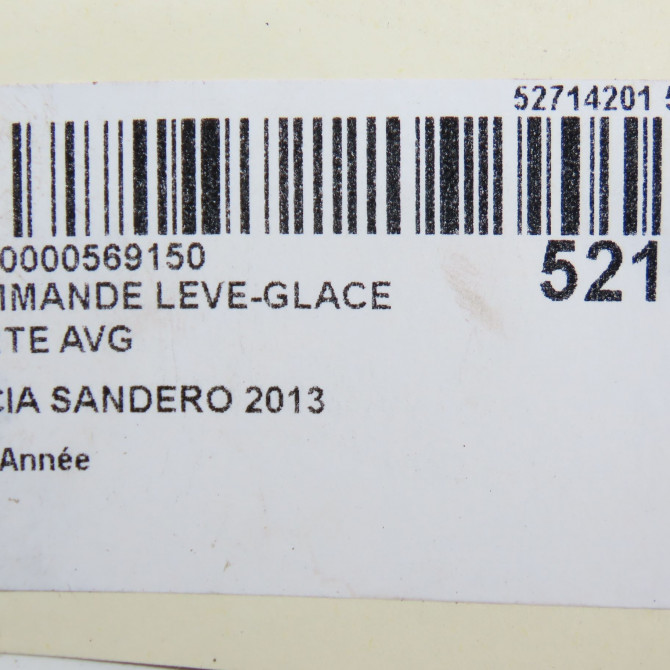 52714201 5
0000569150
521
MMANDE LEVE-GLACE
TE AVG
CIA SANDERO 2013
Année